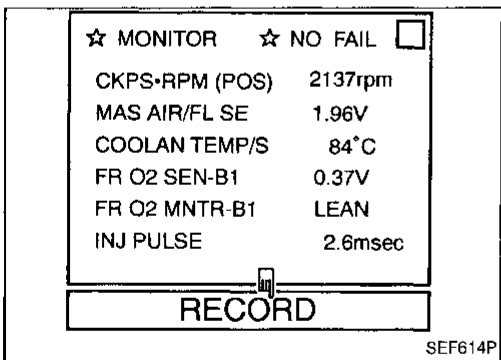 ☆ MONITOR ☆ NO FAIL
CKPS•RPM (POS) 2137rpm
MAS AIR/FL SE 1.96V
COOLAN TEMP/S 84°C
FR O2 SEN-B1 0.37V
FR O2 MNTR-B1 LEAN
INJ PULSE 2.6msec
RECORD
SEF614P